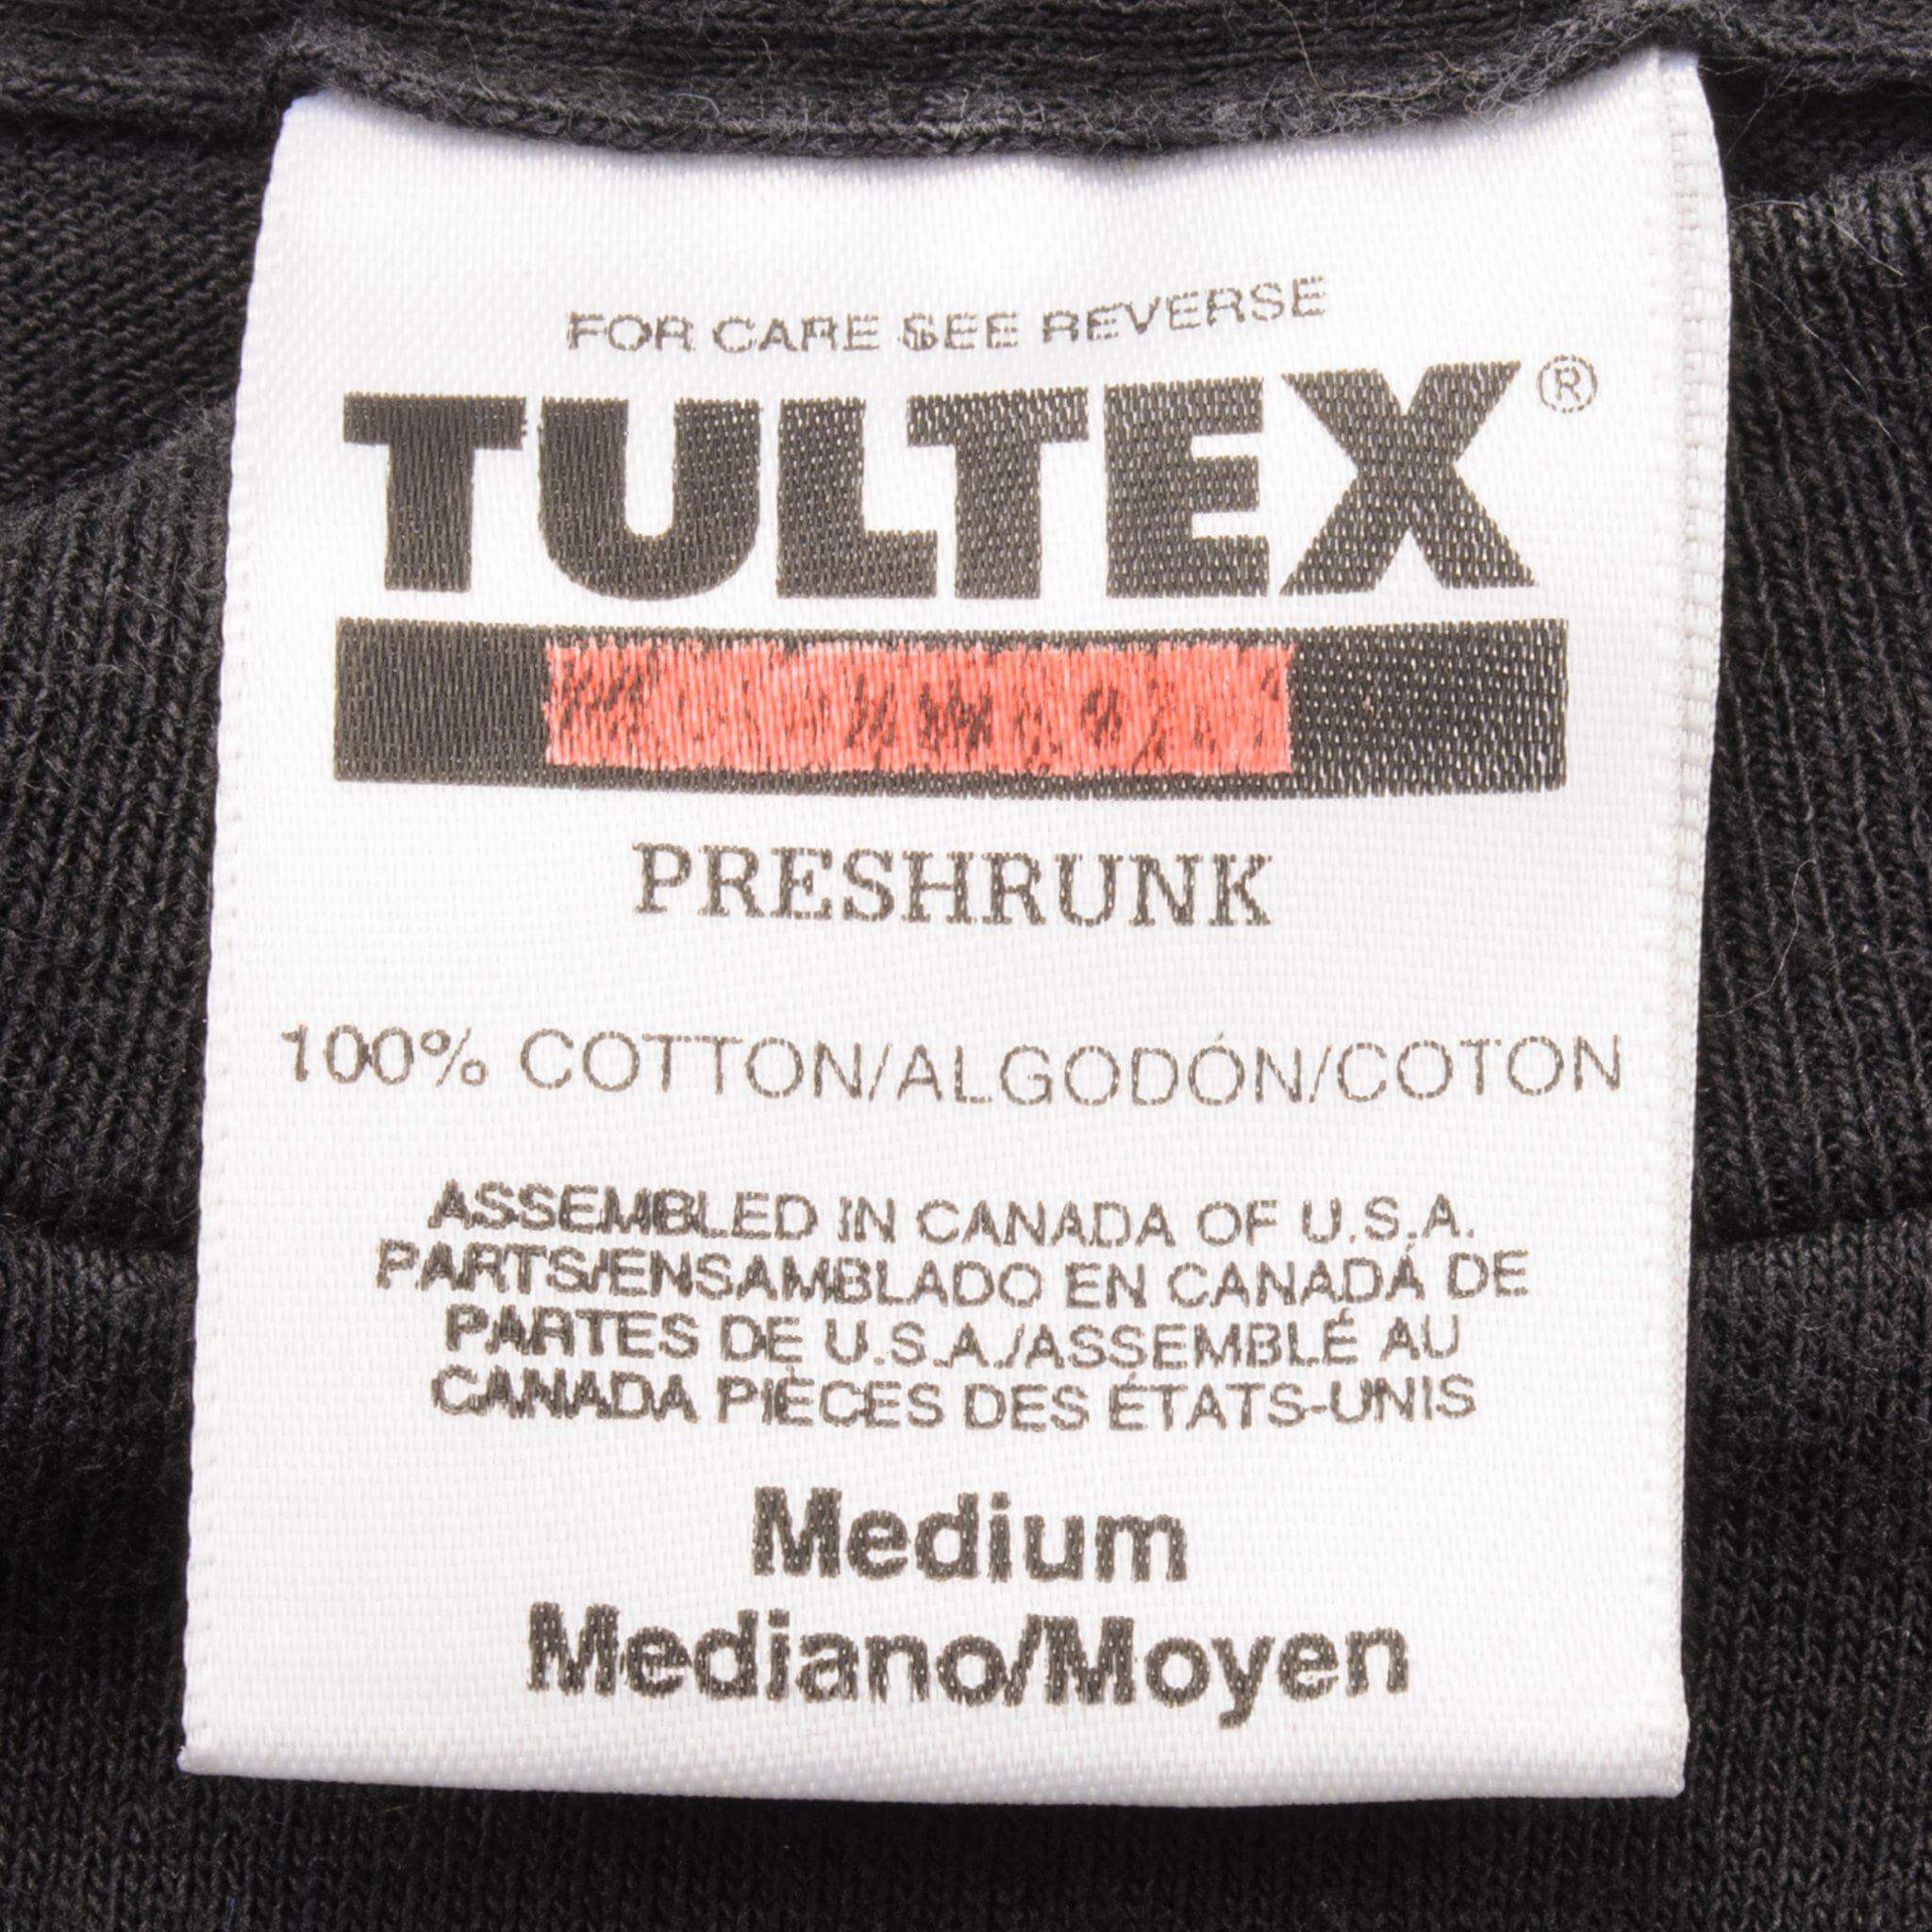 FOR CARE SEE REVERSE
TULTEX®
PRESHRUNK
100% COTTON/ALGODÓN/COTON
ASSEMBLED IN CANADA OF U.S.A.
PARTS/ENSAMBLADO EN CANADÁ DE
PARTES DE U.S.A./ASSEMBLÉ AU
CANADA PIÈCES DES ÉTATS-UNIS
Medium
Mediano/Moyen